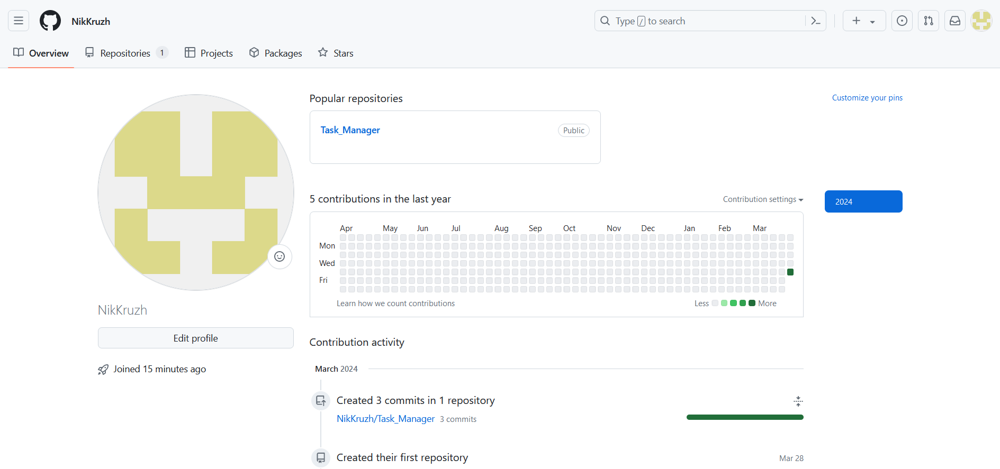 NikKruzh
Type / to search
Overview
Repositories 1
Projects
Packages
Stars
Popular repositories
Customize your pins
Task_Manager
Public
5 contributions in the last year
Contribution settings
2024
Apr May Jun Jul Aug Sep Oct Nov Dec Jan Feb Mar
Mon
Wed
Fri
Learn how we count contributions
Less More
NikKruzh
Edit profile
Joined 15 minutes ago
Contribution activity
March 2024
Created 3 commits in 1 repository
NikKruzh/Task_Manager 3 commits
Created their first repository
Mar 28